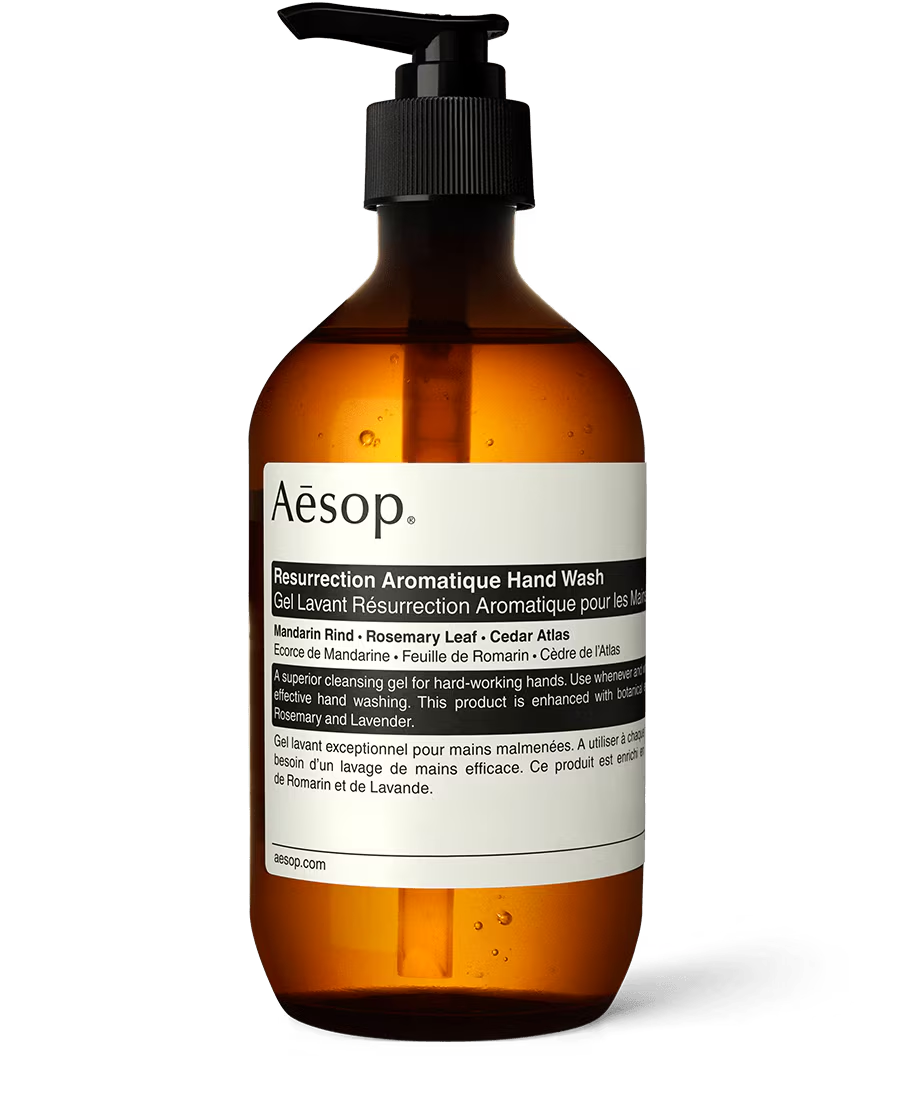 Aēsop.®
Resurrection Aromatique Hand Wash
Gel Lavant Résurrection Aromatique pour les Mains
Mandarin Rind • Rosemary Leaf • Cedar Atlas
Ecorce de Mandarine • Feuille de Romarin • Cèdre de l'Atlas
A superior cleansing gel for hard-working hands. Use whenever and
effective hand washing. This product is enhanced with botanical
Rosemary and Lavender.
Gel lavant exceptionnel pour mains malmenées. A utiliser à chaque
besoin d'un lavage de mains efficace. Ce produit est enrichi en
de Romarin et de Lavande.
aesop.com